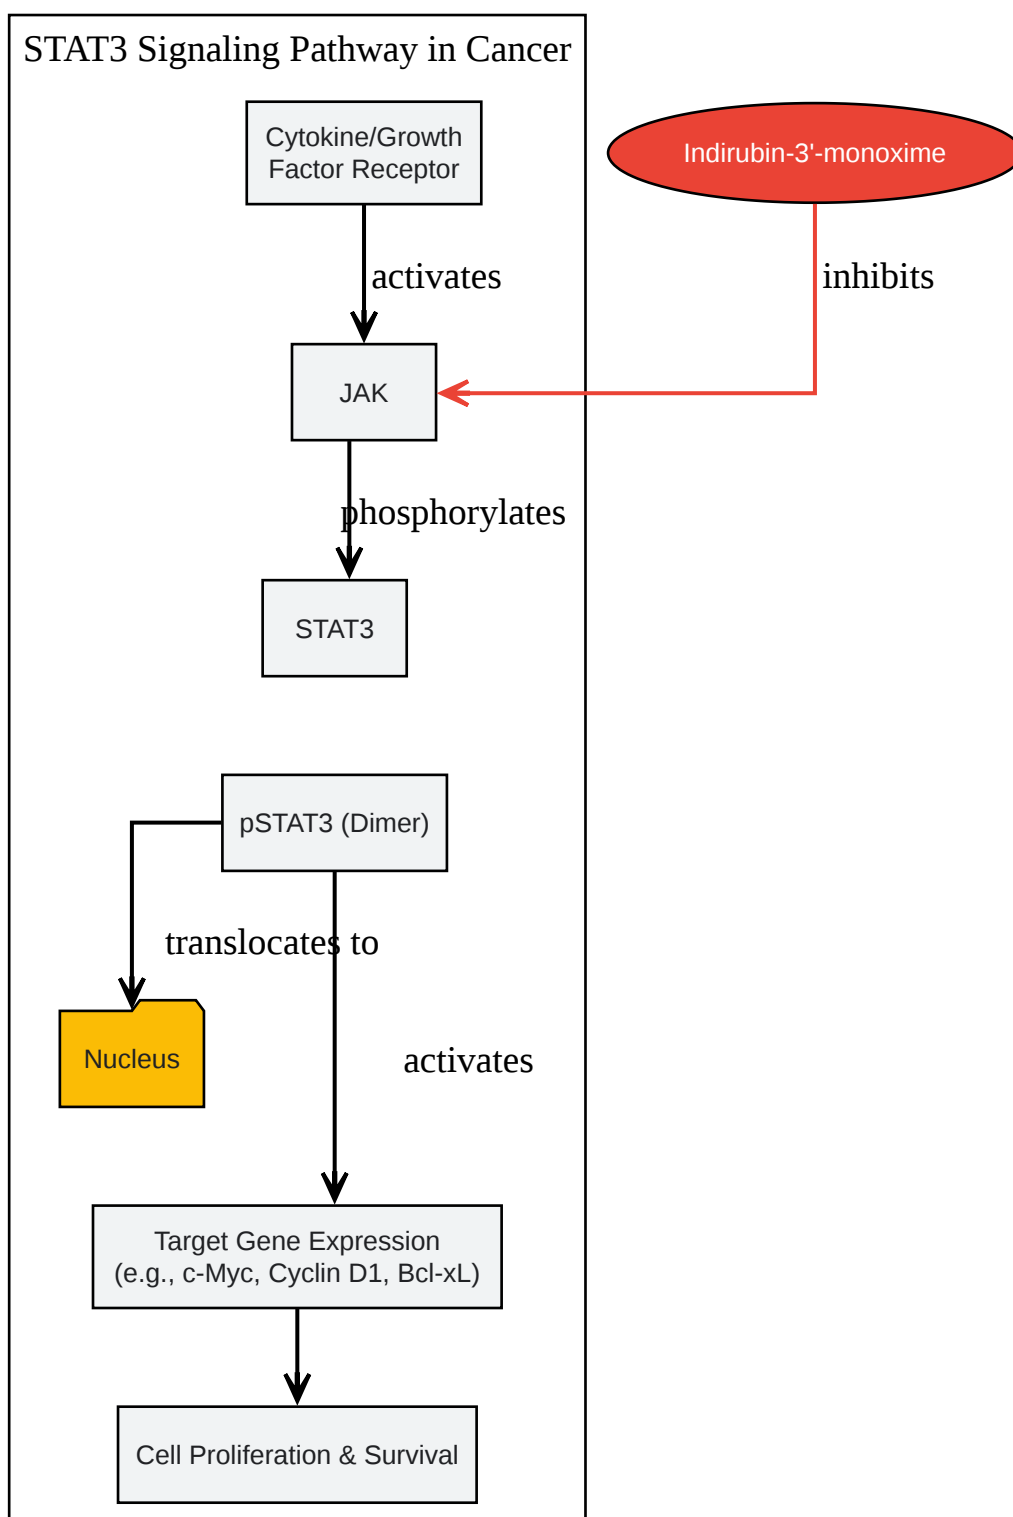 STAT3 Signaling Pathway in Cancer
Cytokine/Growth
Factor Receptor
Indirubin-3'-monoxime
activates
inhibits
JAK
phosphorylates
STAT3
pSTAT3 (Dimer)
translocates to
Nucleus
activates
Target Gene Expression
(e.g., c-Myc, Cyclin D1, Bcl-xL)
Cell Proliferation & Survival